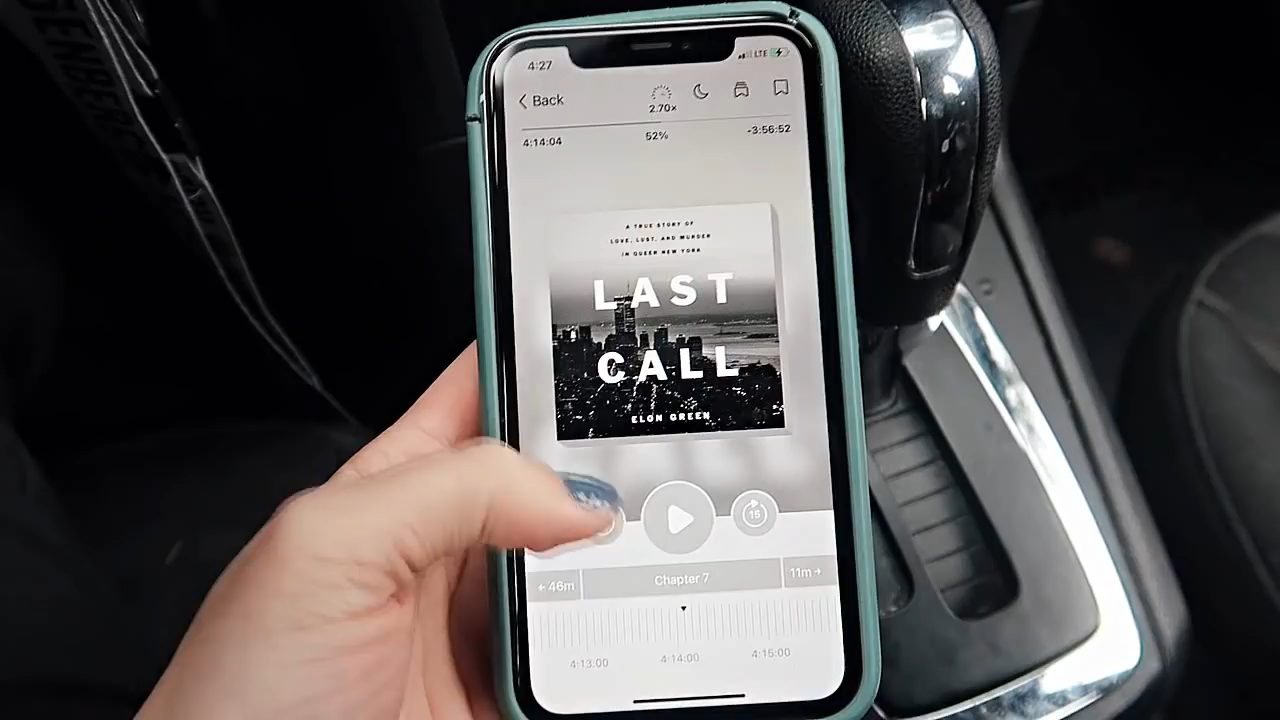 4:27
LTE
Back
2.70×
4:14:04
52%
-3:56:52
A TRUE STORY OF
LOVE, LUST, AND MURDER
IN QUEER NEW YORK
LAST
CALL
ELON GREEN
15
← 46m
Chapter 7
11m →
4:13:00
4:14:00
4:15:00